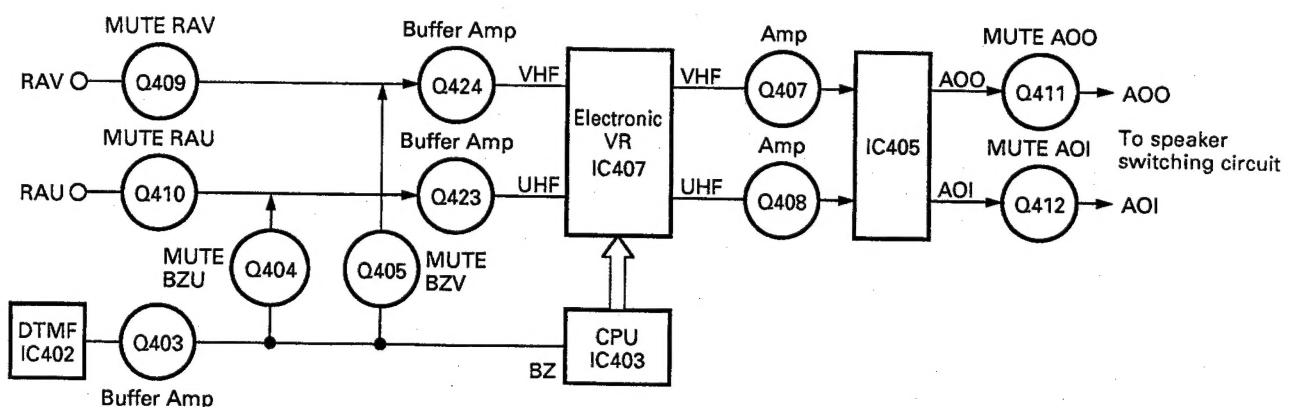 MUTE RAV
Buffer Amp
Amp
MUTE AOO
RAV
Q409
Q424
VHF
VHF
Q407
AOO
Q411
AOO
MUTE RAU
Buffer Amp
Electronic
VR
IC407
Amp
IC405
MUTE AOI
To speaker
switching circuit
RAU
Q410
Q423
UHF
UHF
Q408
AOI
Q412
AOI
MUTE
BZU
Q404
Q405
MUTE
BZV
DTMF
IC402
Q403
Buffer Amp
BZ
CPU
IC403